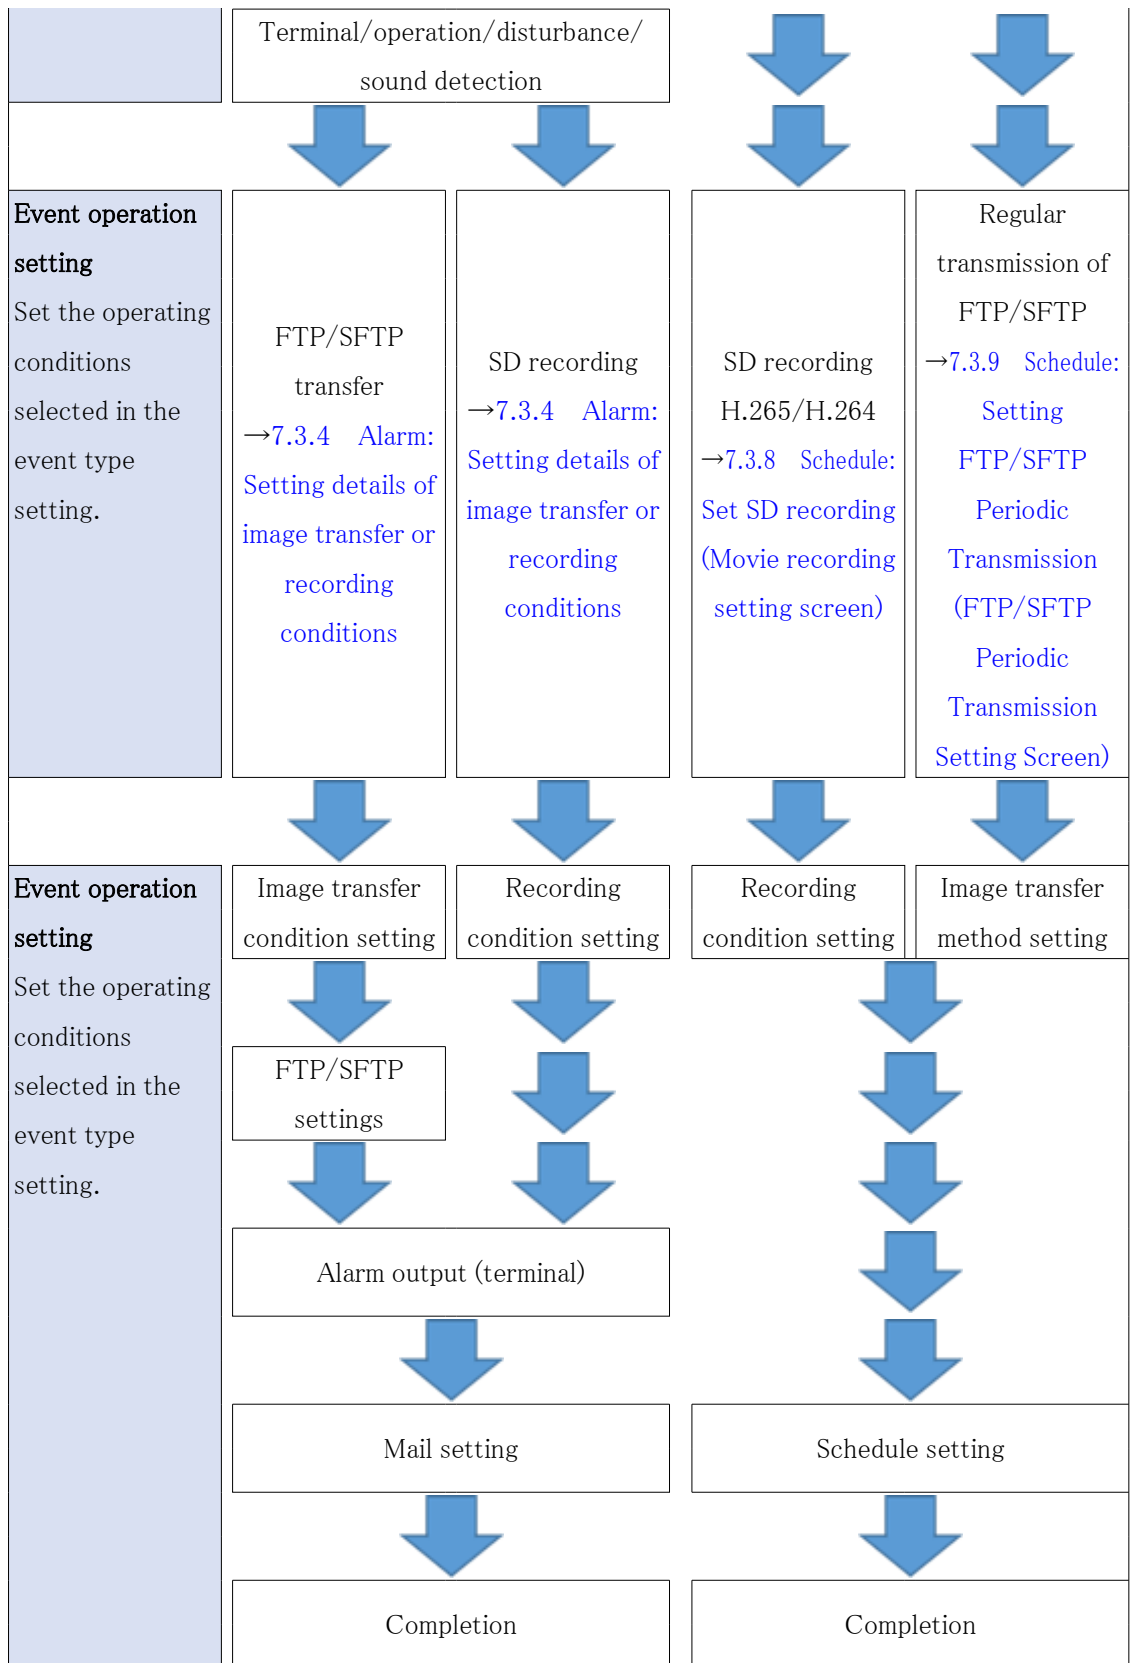 Terminal/operation/disturbance/
sound detection
Event operation
setting
Set the operating
conditions
selected in the
event type
setting.
FTP/SFTP
transfer
→7.3.4 Alarm:
Setting details of
image transfer or
recording
conditions
SD recording
→7.3.4 Alarm:
Setting details of
image transfer or
recording
conditions
SD recording
H.265/H.264
→7.3.8 Schedule:
Set SD recording
(Movie recording
setting screen)
Regular
transmission of
FTP/SFTP
→7.3.9 Schedule:
Setting
FTP/SFTP
Periodic
Transmission
(FTP/SFTP
Periodic
Transmission
Setting Screen)
Event operation
setting
Set the operating
conditions
selected in the
event type
setting.
Image transfer
condition setting
Recording
condition setting
Recording
condition setting
Image transfer
method setting
FTP/SFTP
settings
Alarm output (terminal)
Mail setting
Schedule setting
Completion
Completion